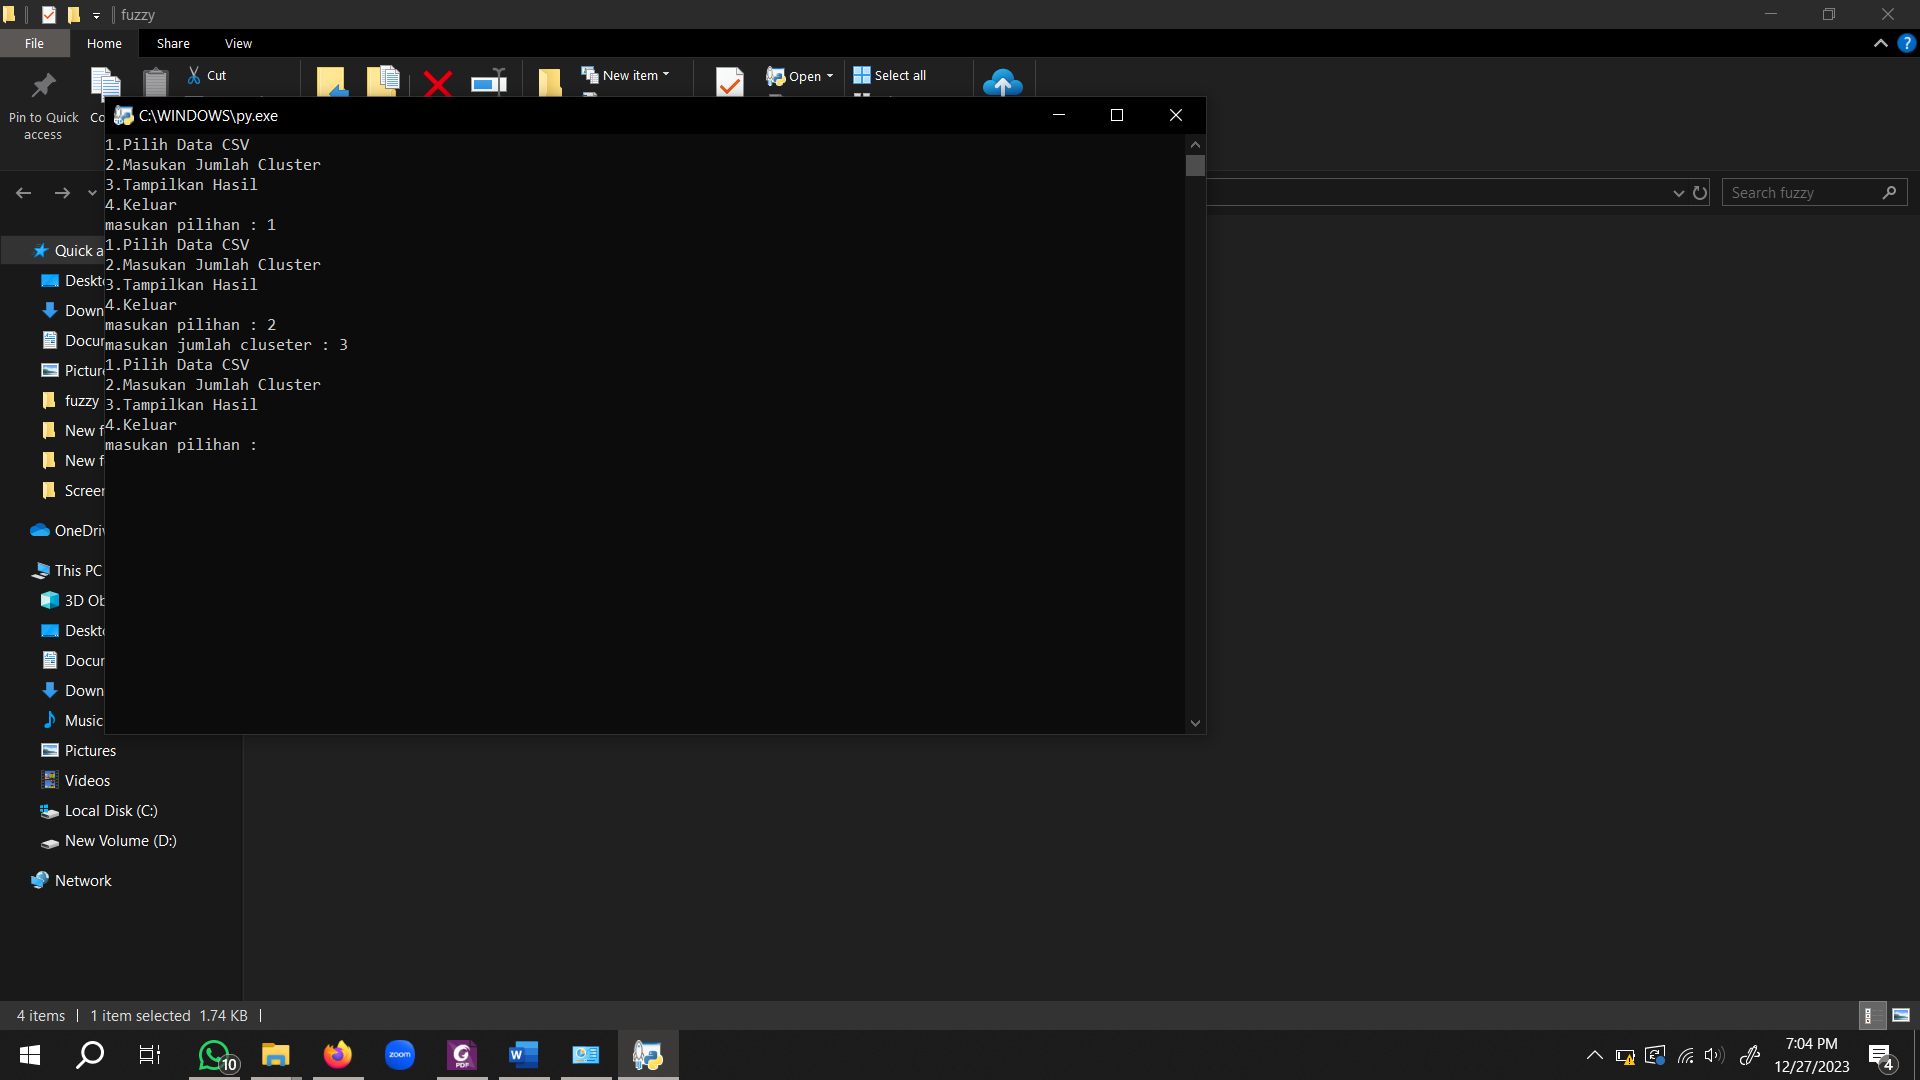 fuzzy
File Home Share View
Cut
New item
Open
Select all
Pin to Quick access
C:\WINDOWS\py.exe
1.Pilih Data CSV
2.Masukan Jumlah Cluster
3.Tampilkan Hasil
4.Keluar
masukan pilihan : 1
1.Pilih Data CSV
2.Masukan Jumlah Cluster
3.Tampilkan Hasil
4.Keluar
masukan pilihan : 2
masukan jumlah cluseter : 3
1.Pilih Data CSV
2.Masukan Jumlah Cluster
3.Tampilkan Hasil
4.Keluar
masukan pilihan :
Search fuzzy
Quick a
Deskt
Down
Docu
Pictur
fuzzy
New f
New f
Scree
OneDri
This PC
3D Ob
Deskt
Docu
Down
Music
Pictures
Videos
Local Disk (C:)
New Volume (D:)
Network
4 items 1 item selected 1.74 KB
10
zoom
PDF
7:04 PM
12/27/2023
4